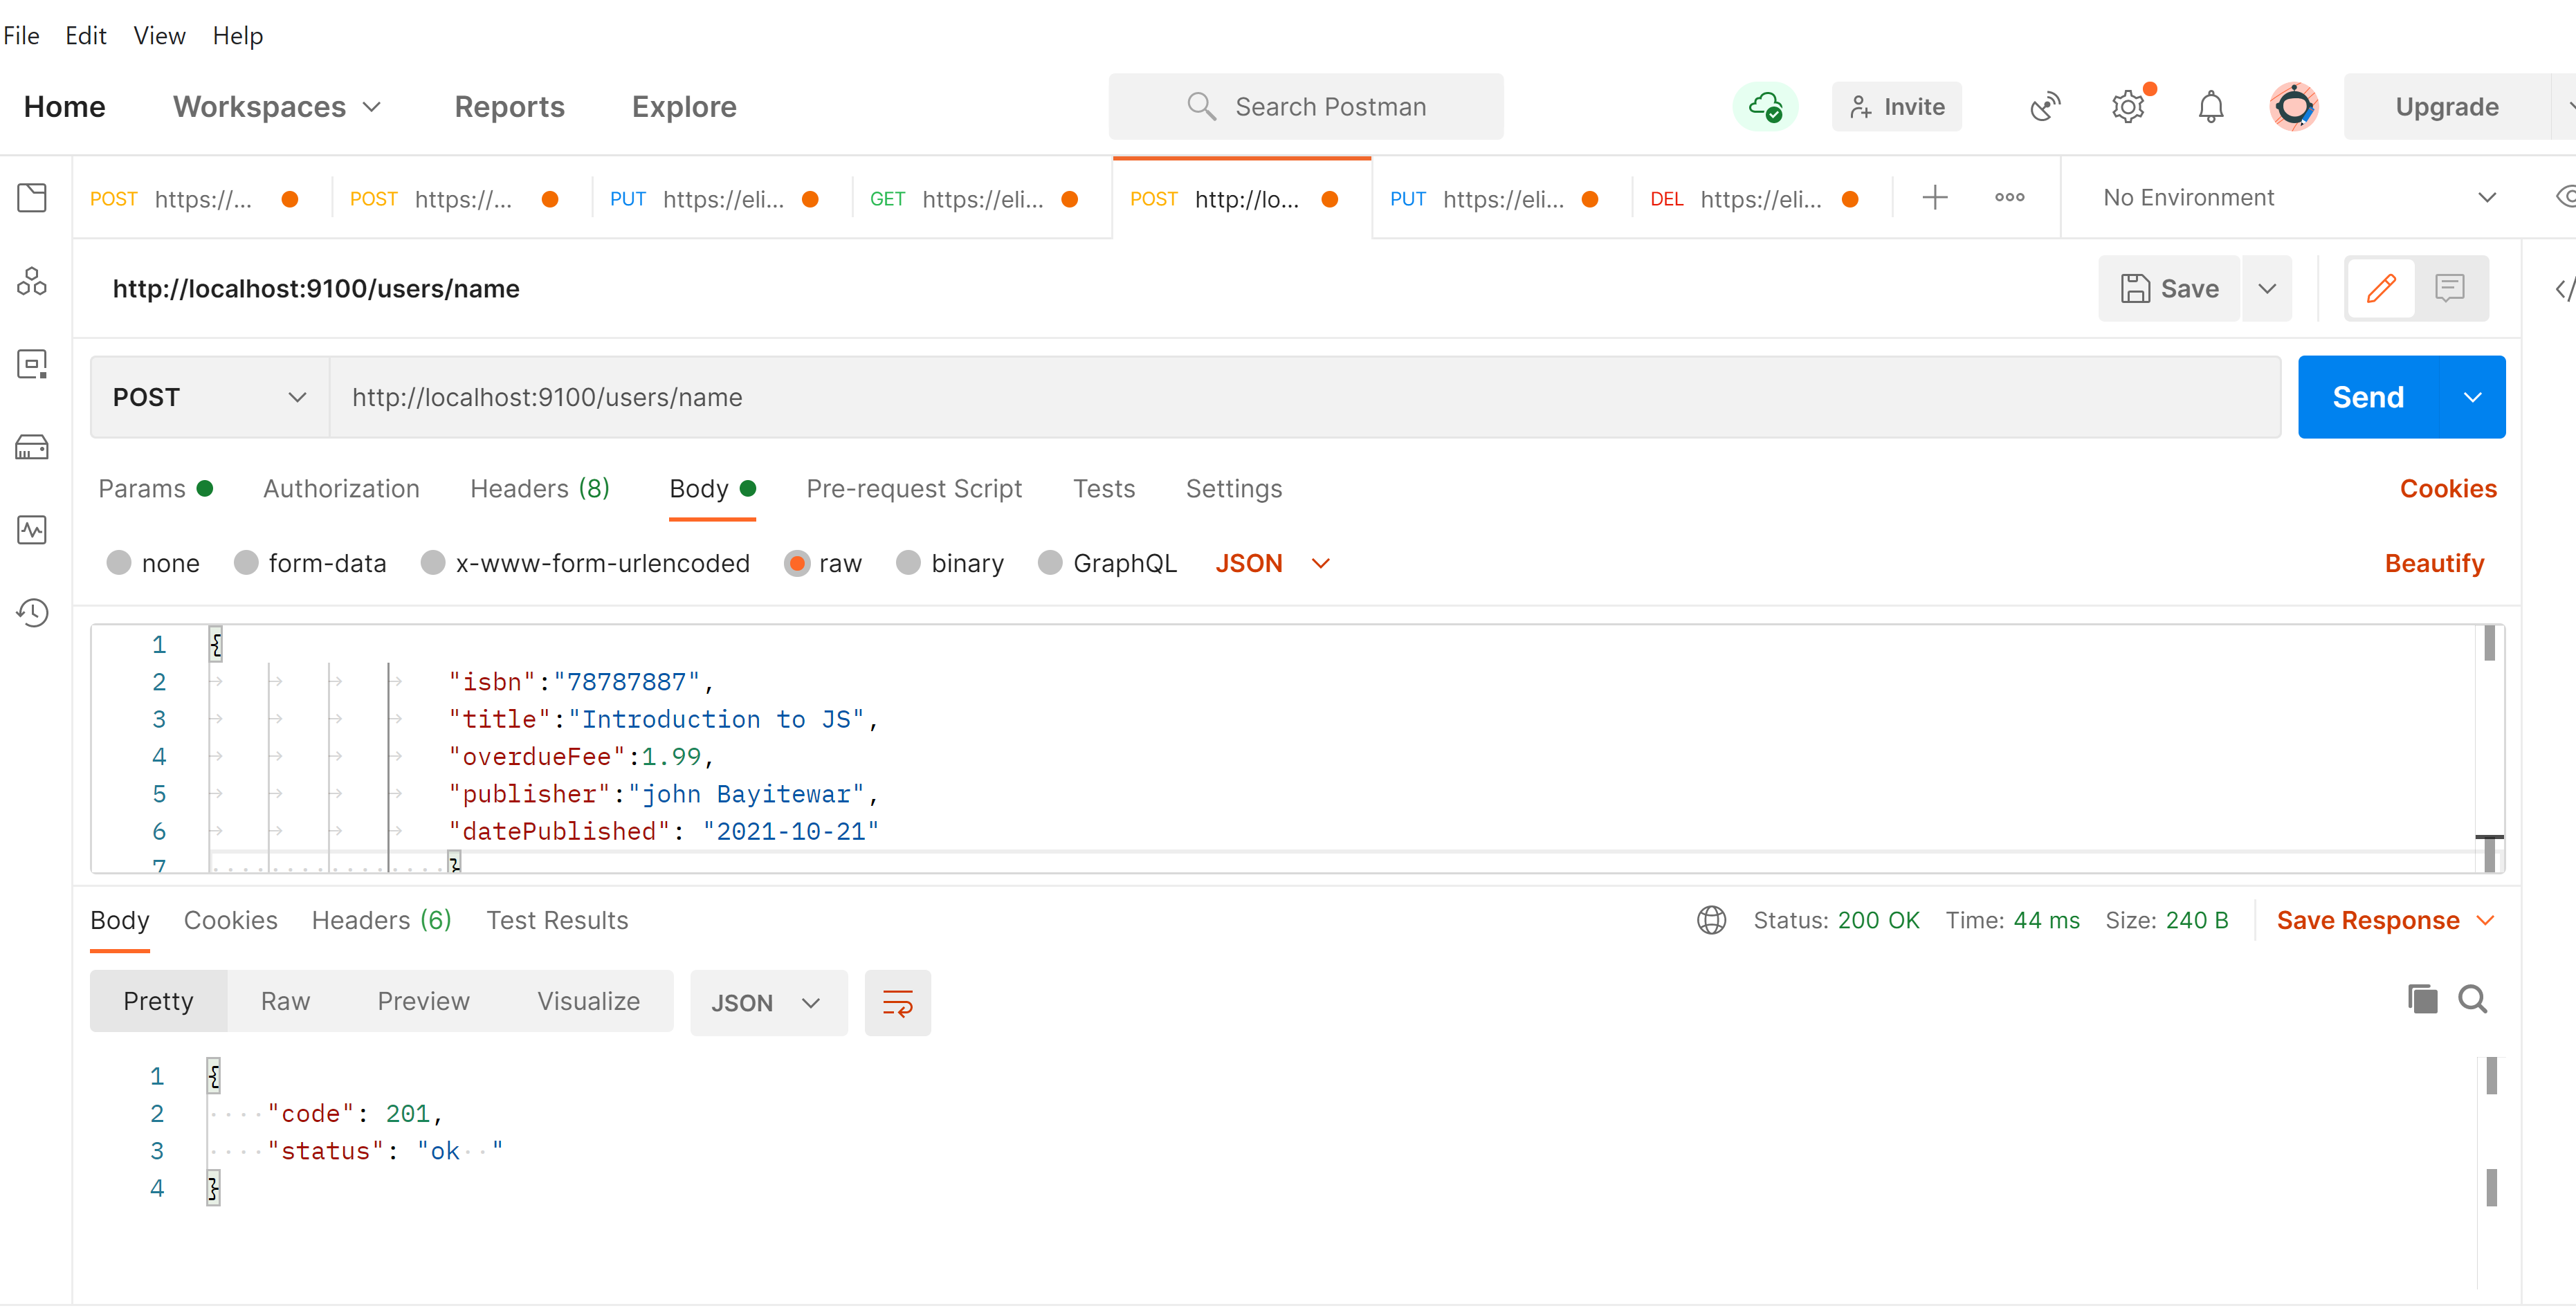 File Edit View Help
Home Workspaces Reports Explore Search Postman Invite Upgrade
POST https://... POST https://... PUT https://eli... GET https://eli... POST http://lo... PUT https://eli... DEL https://eli... No Environment
http://localhost:9100/users/name Save
POST http://localhost:9100/users/name Send
Params Authorization Headers (8) Body Pre-request Script Tests Settings Cookies
none form-data x-www-form-urlencoded raw binary GraphQL JSON Beautify
1 {
2 "isbn":"78787887",
3 "title":"Introduction to JS",
4 "overdueFee":1.99,
5 "publisher":"john Bayitewar",
6 "datePublished": "2021-10-21"
7 }
Body Cookies Headers (6) Test Results Status: 200 OK Time: 44 ms Size: 240 B Save Response
Pretty Raw Preview Visualize JSON
1 {
2 "code": 201,
3 "status": "ok  "
4 }